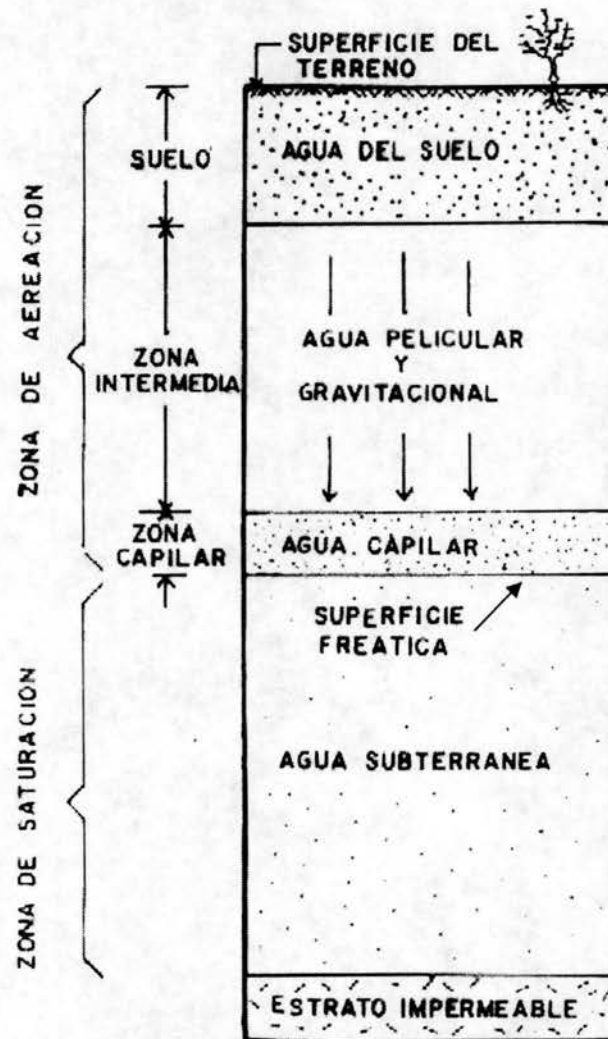 SUPERFICIE DEL
TERRENO
SUELO
AGUA DEL SUELO
ZONA DE AEREACION
ZONA
INTERMEDIA
AGUA PELICULAR
Y
GRAVITACIONAL
ZONA
CAPILAR
AGUA CAPILAR
SUPERFICIE
FREATICA
ZONA DE SATURACION
AGUA SUBTERRANEA
ESTRATO IMPERMEABLE